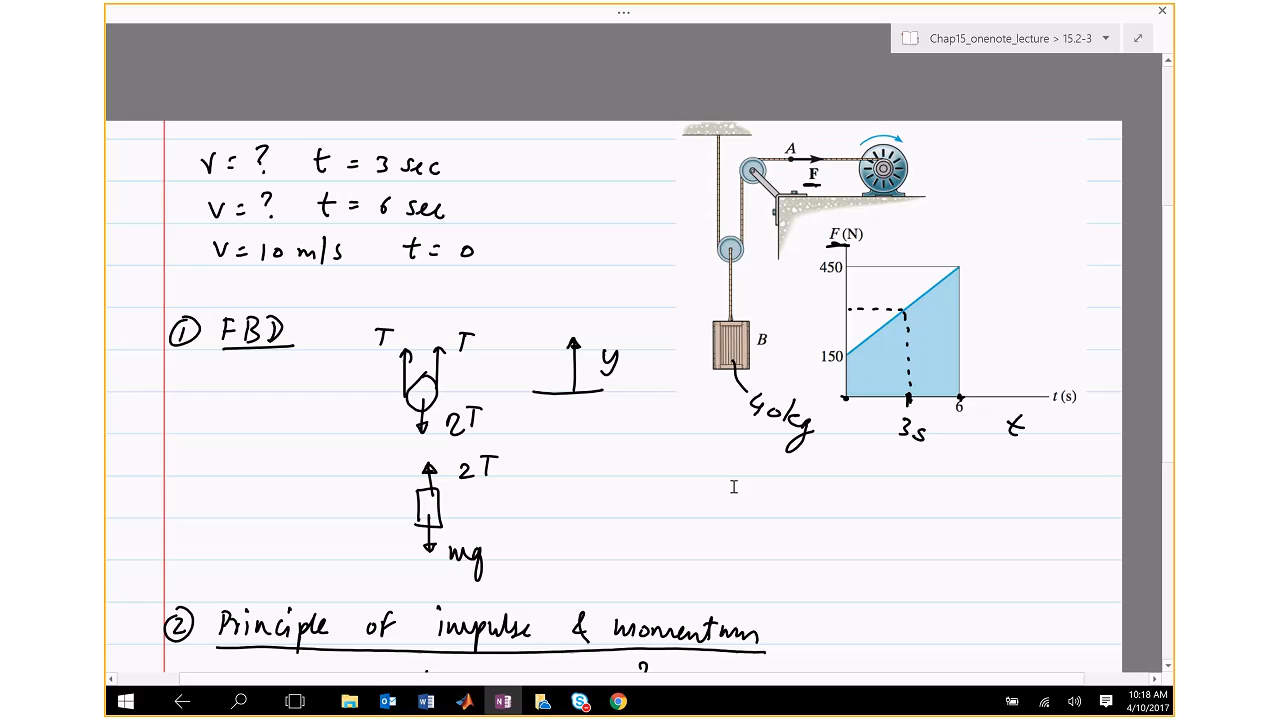 ...
Chap15_onenote_lecture > 15.2-3
v = ? t = 3 sec
v = ? t = 6 sec
v = 10 m/s t = 0
A
F
F (N)
450
150
6
t (s)
3s
t
B
40kg
① FBD
T T
y
2T
2T
mg
② Principle of impulse & momentum
10:18 AM
4/10/2017